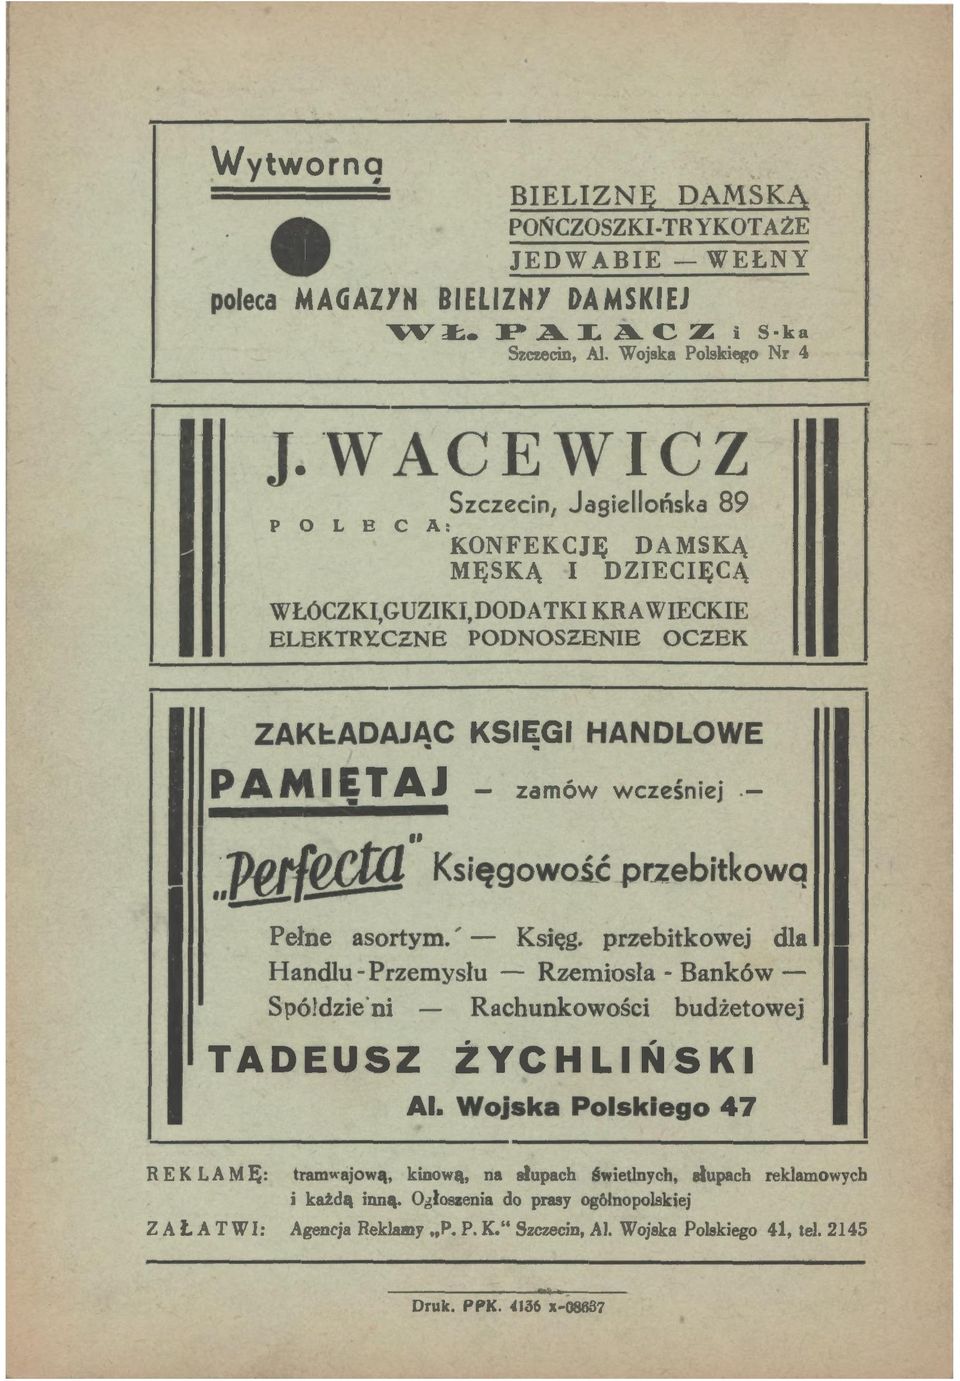 Wytworną
BIELIZNĘ DAMSKĄ
POŃCZOSZKI-TRYKOTAŻE
JEDWABIE — WEŁNY
poleca MAGAZYN BIELIZNY DAMSKIEJ
WŁ. PAŁACZ i S-ka
Szczecin, Al. Wojska Polskiego Nr 4
J. WACEWICZ
Szczecin, Jagiellońska 89
POLECA:
KONFEKCJĘ DAMSKĄ
MĘSKĄ I DZIECIĘCĄ
WŁÓCZKI, GUZIKI, DODATKI KRAWIECKIE
ELEKTRYCZNE PODNOSZENIE OCZEK
ZAKŁADAJĄC KSIĘGI HANDLOWE
PAMIĘTAJ — zamów wcześniej —
„Perfecta" Księgowość przebitkową
Pełne asortym. — Księg. przebitkowej dla
Handlu - Przemysłu — Rzemiosła - Banków —
Spółdzielni — Rachunkowości budżetowej
TADEUSZ ŻYCHLIŃSKI
Al. Wojska Polskiego 47
REKLAMĘ: tramwajową, kinową, na słupach świetlnych, słupach reklamowych
i każdą inną. Ogłoszenia do prasy ogólnopolskiej
ZAŁATWI: Agencja Reklamy „P. P. K." Szczecin, Al. Wojska Polskiego 41, tel. 2145
Druk. PPK. 4136 x-08637